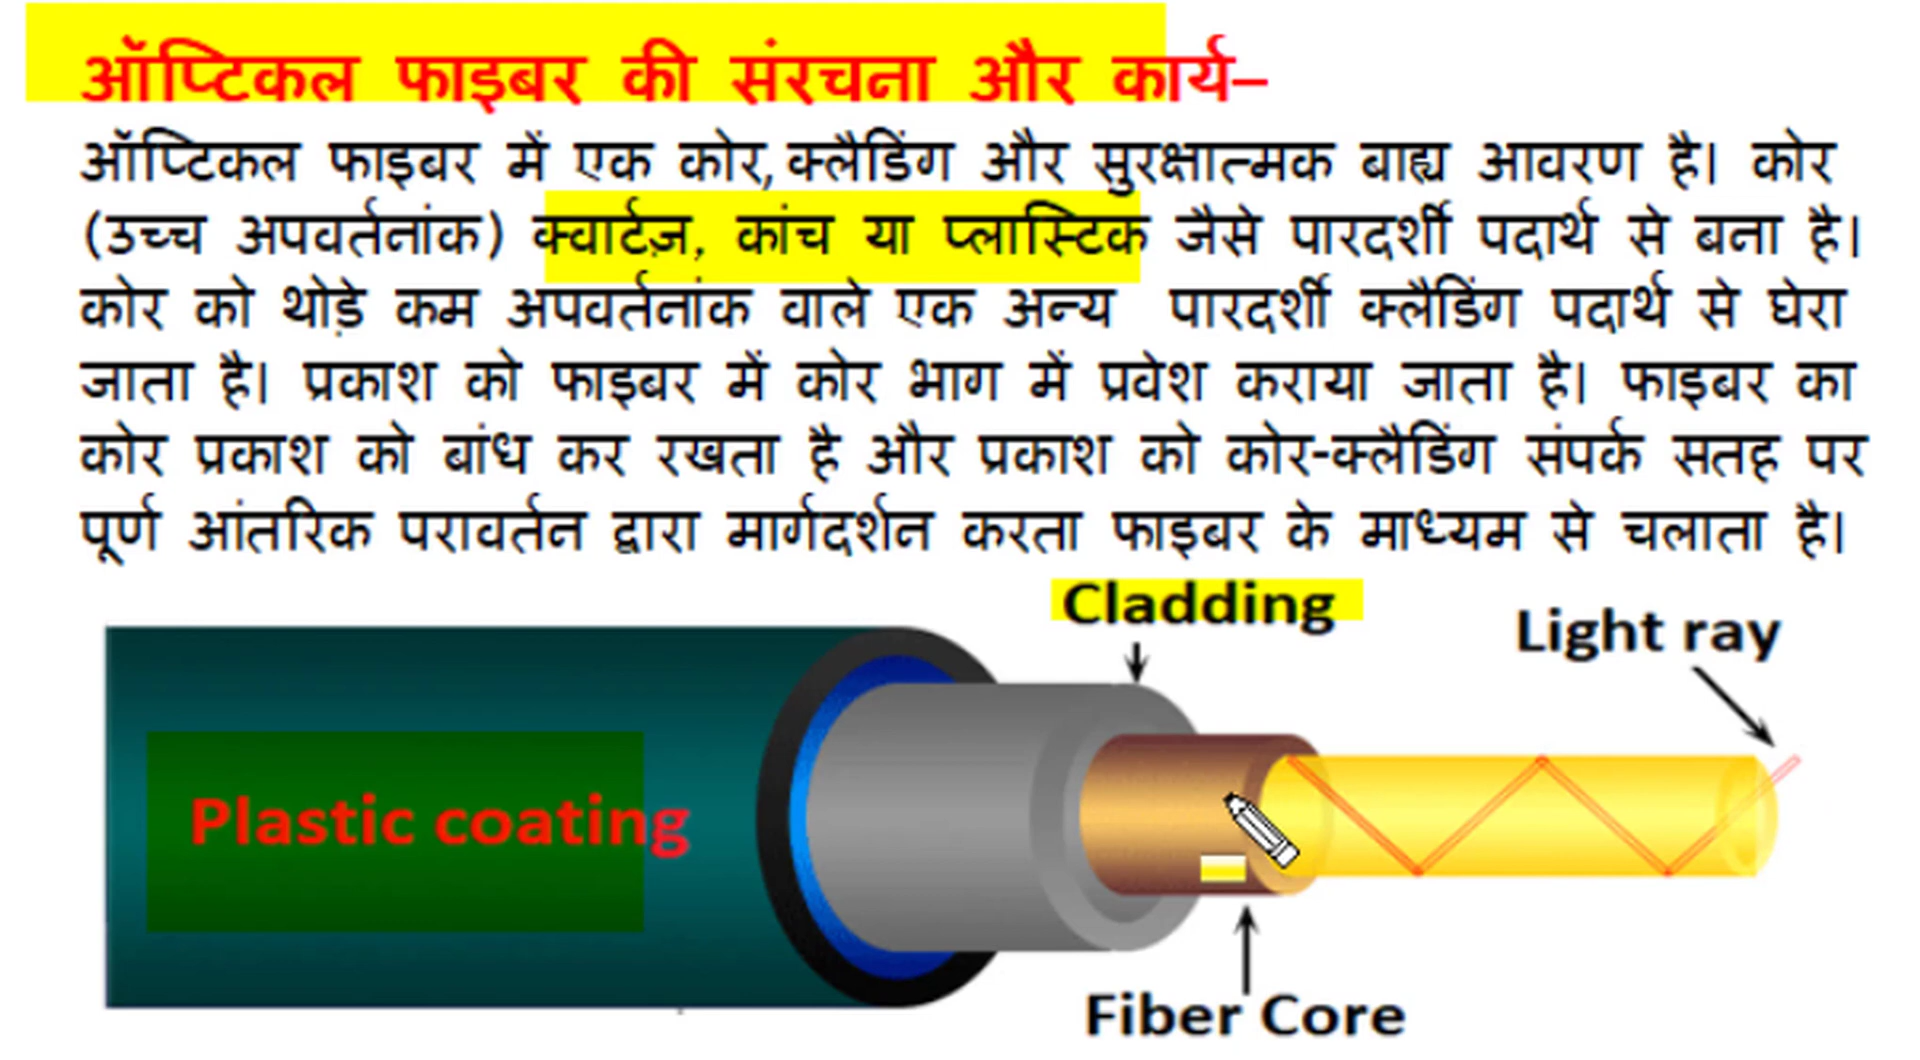 ऑप्टिकल फाइबर की संरचना और कार्य–
ऑप्टिकल फाइबर में एक कोर, क्लैडिंग और सुरक्षात्मक बाह्य आवरण है। कोर
(उच्च अपवर्तनांक) क्वार्टज़, कांच या प्लास्टिक जैसे पारदर्शी पदार्थ से बना है।
कोर को थोड़े कम अपवर्तनांक वाले एक अन्य पारदर्शी क्लैडिंग पदार्थ से घेरा
जाता है। प्रकाश को फाइबर में कोर भाग में प्रवेश कराया जाता है। फाइबर का
कोर प्रकाश को बांध कर रखता है और प्रकाश को कोर-क्लैडिंग संपर्क सतह पर
पूर्ण आंतरिक परावर्तन द्वारा मार्गदर्शन करता फाइबर के माध्यम से चलाता है।
Cladding
Light ray
Plastic coating
Fiber Core